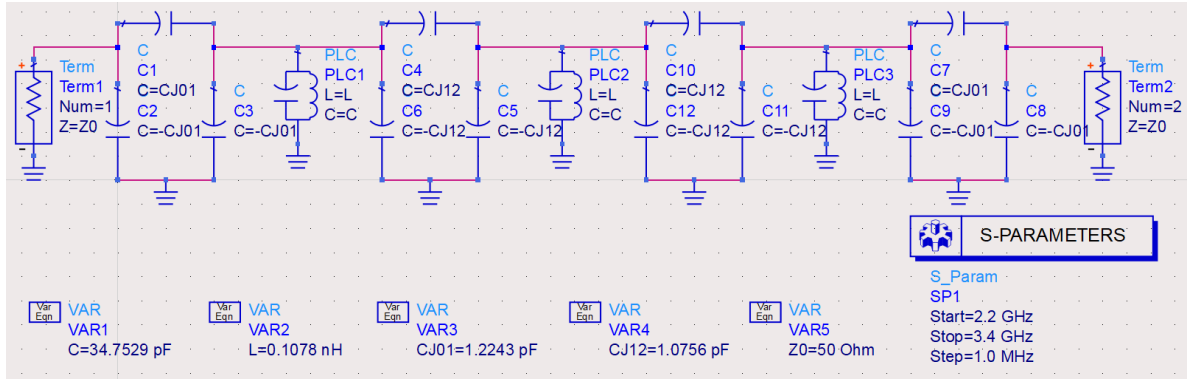 +
Term
Term1
Num=1
Z=Z0
-
C
C1
C=CJ01
C2
C=-CJ01
C
C3
C=-CJ01
PLC
PLC1
L=L
C=C
C
C4
C=CJ12
C6
C=-CJ12
C
C5
C=-CJ12
PLC
PLC2
L=L
C=C
C
C10
C=CJ12
C12
C=-CJ12
C
C11
C=-CJ12
PLC
PLC3
L=L
C=C
C
C7
C=CJ01
C9
C=-CJ01
C
C8
C=-CJ01
+
Term
Term2
Num=2
Z=Z0
-
S-PARAMETERS
S_Param
SP1
Start=2.2 GHz
Stop=3.4 GHz
Step=1.0 MHz
Var
Eqn
VAR
VAR1
C=34.7529 pF
Var
Eqn
VAR
VAR2
L=0.1078 nH
Var
Eqn
VAR
VAR3
CJ01=1.2243 pF
Var
Eqn
VAR
VAR4
CJ12=1.0756 pF
Var
Eqn
VAR
VAR5
Z0=50 Ohm